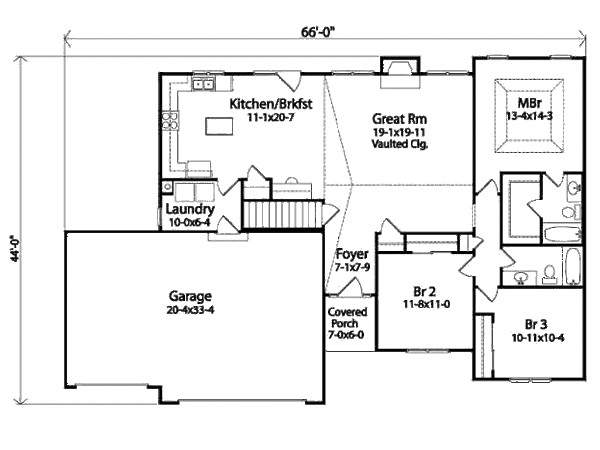 66'-0"
Kitchen/Brkfst
11-1x20-7
Great Rm
19-1x19-11
Vaulted Clg.
MBr
13-4x14-3
Laundry
10-0x6-4
44'-0"
Foyer
7-1x7-9
Garage
20-4x33-4
Br 2
11-8x11-0
Covered
Porch
7-0x6-0
Br 3
10-11x10-4